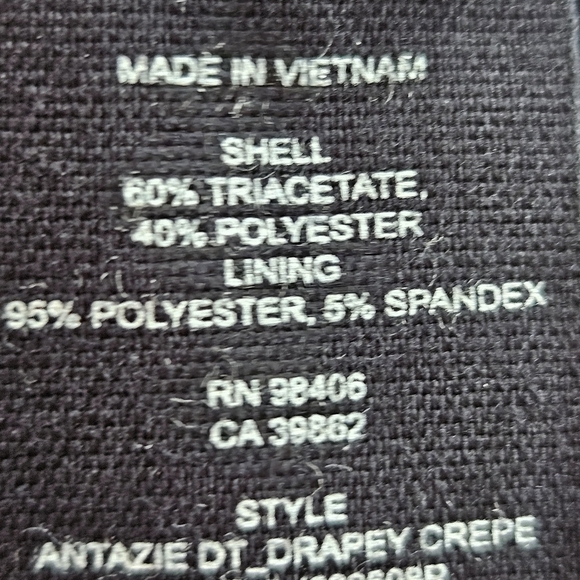 MADE IN VIETNAM
SHELL
60% TRIACETATE,
40% POLYESTER
LINING
95% POLYESTER, 5% SPANDEX
RN 98406
CA 39862
STYLE
ANTAZIE DT_DRAPEY CREPE